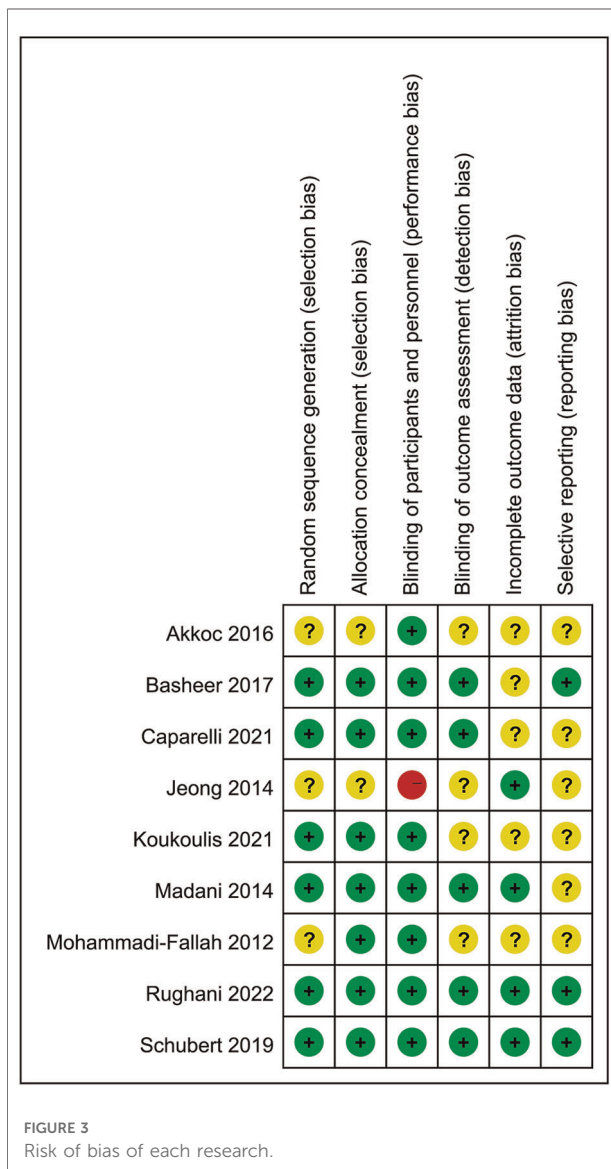 Random sequence generation (selection bias)
Allocation concealment (selection bias)
Blinding of participants and personnel (performance bias)
Blinding of outcome assessment (detection bias)
Incomplete outcome data (attrition bias)
Selective reporting (reporting bias)
Akkoc 2016 ? ? + ? ? ?
Basheer 2017 + + + + ? +
Caparelli 2021 + + + + ? ?
Jeong 2014 ? ? – ? + ?
Koukoulis 2021 + + + ? ? ?
Madani 2014 + + + + + ?
Mohammadi-Fallah 2012 ? + + ? ? ?
Rughani 2022 + + + + + +
Schubert 2019 + + + + + +
FIGURE 3
Risk of bias of each research.